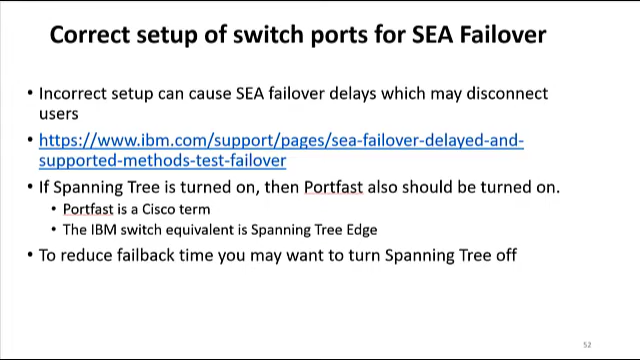 Correct setup of switch ports for SEA Failover
• Incorrect setup can cause SEA failover delays which may disconnect
users
• https://www.ibm.com/support/pages/sea-failover-delayed-and-
supported-methods-test-failover
• If Spanning Tree is turned on, then Portfast also should be turned on.
• Portfast is a Cisco term
• The IBM switch equivalent is Spanning Tree Edge
• To reduce failback time you may want to turn Spanning Tree off
52